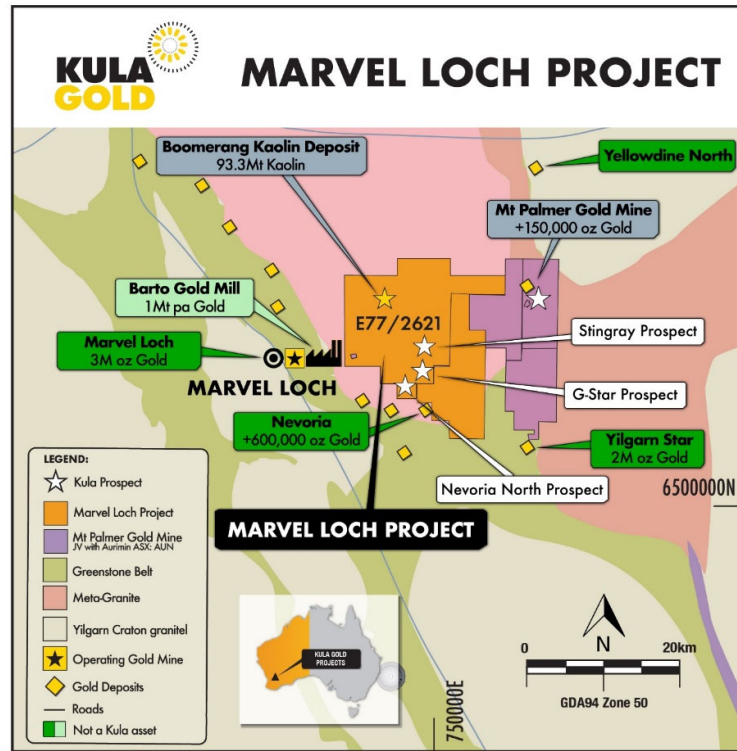 KULA
GOLD
MARVEL LOCH PROJECT
Boomerang Kaolin Deposit
93.3Mt Kaolin
Yellowdine North
Mt Palmer Gold Mine
+150,000 oz Gold
Barto Gold Mill
1Mt pa Gold
E77/2621
Stingray Prospect
Marvel Loch
3M oz Gold
MARVEL LOCH
G-Star Prospect
Nevoria
+600,000 oz Gold
Yilgarn Star
2M oz Gold
Nevoria North Prospect
6500000N
MARVEL LOCH PROJECT
LEGEND:
Kula Prospect
Marvel Loch Project
Mt Palmer Gold Mine
JV with Aurimin ASX: AUN
Greenstone Belt
Meta-Granite
Yilgarn Craton granitel
Operating Gold Mine
Gold Deposits
Roads
Not a Kula asset
KULA GOLD
PROJECTS
750000E
N
0
20km
GDA94 Zone 50